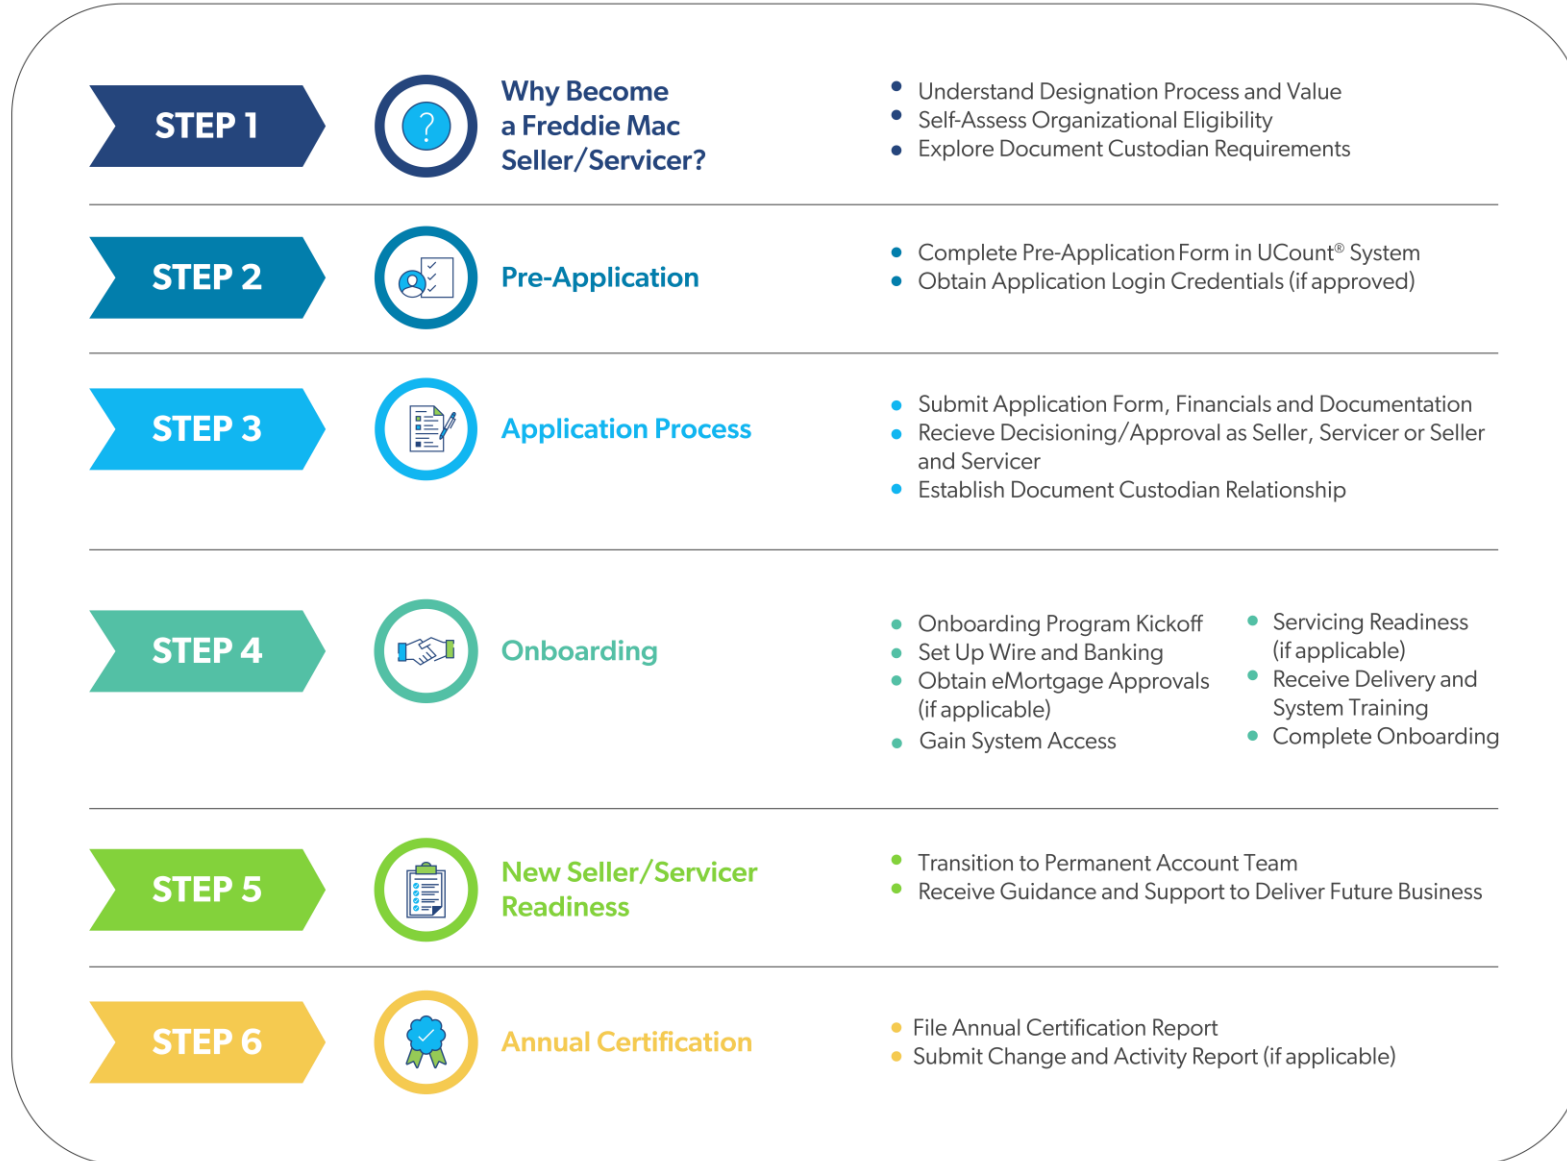 STEP 1
Why Become
a Freddie Mac
Seller/Servicer?
Understand Designation Process and Value
Self-Assess Organizational Eligibility
Explore Document Custodian Requirements
STEP 2
Pre-Application
Complete Pre-Application Form in UCount® System
Obtain Application Login Credentials (if approved)
STEP 3
Application Process
Submit Application Form, Financials and Documentation
Recieve Decisioning/Approval as Seller, Servicer or Seller
and Servicer
Establish Document Custodian Relationship
STEP 4
Onboarding
Onboarding Program Kickoff
Set Up Wire and Banking
Obtain eMortgage Approvals
(if applicable)
Gain System Access
Servicing Readiness
(if applicable)
Receive Delivery and
System Training
Complete Onboarding
STEP 5
New Seller/Servicer
Readiness
Transition to Permanent Account Team
Receive Guidance and Support to Deliver Future Business
STEP 6
Annual Certification
File Annual Certification Report
Submit Change and Activity Report (if applicable)